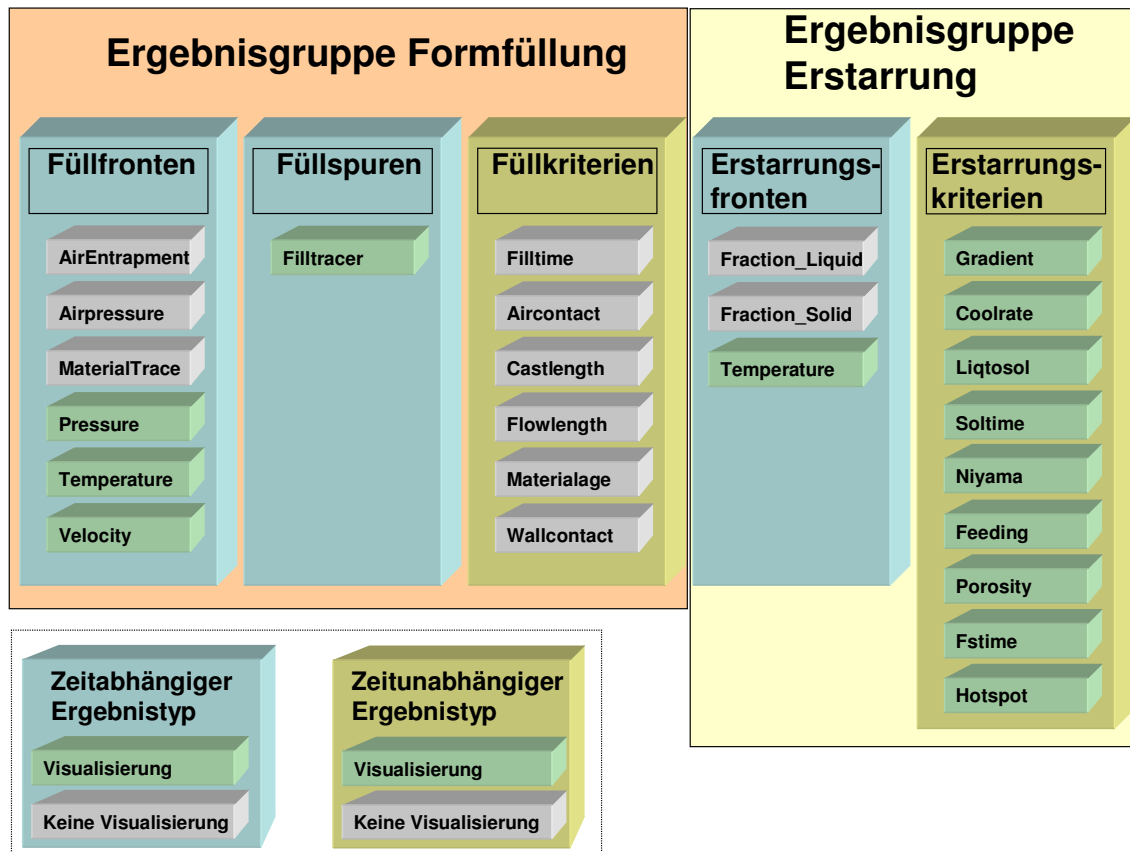 Ergebnisgruppe Formfüllung
Ergebnisgruppe
Erstarrung
Füllfronten
AirEntrapment
Airpressure
MaterialTrace
Pressure
Temperature
Velocity
Füllspuren
Filltracer
Füllkriterien
Filltime
Aircontact
Castlength
Flowlength
Materialage
Wallcontact
Erstarrungs-
fronten
Fraction_Liquid
Fraction_Solid
Temperature
Erstarrungs-
kriterien
Gradient
Coolrate
Liqtosol
Soltime
Niyama
Feeding
Porosity
Fstime
Hotspot
Zeitabhängiger
Ergebnistyp
Visualisierung
Keine Visualisierung
Zeitunabhängiger
Ergebnistyp
Visualisierung
Keine Visualisierung